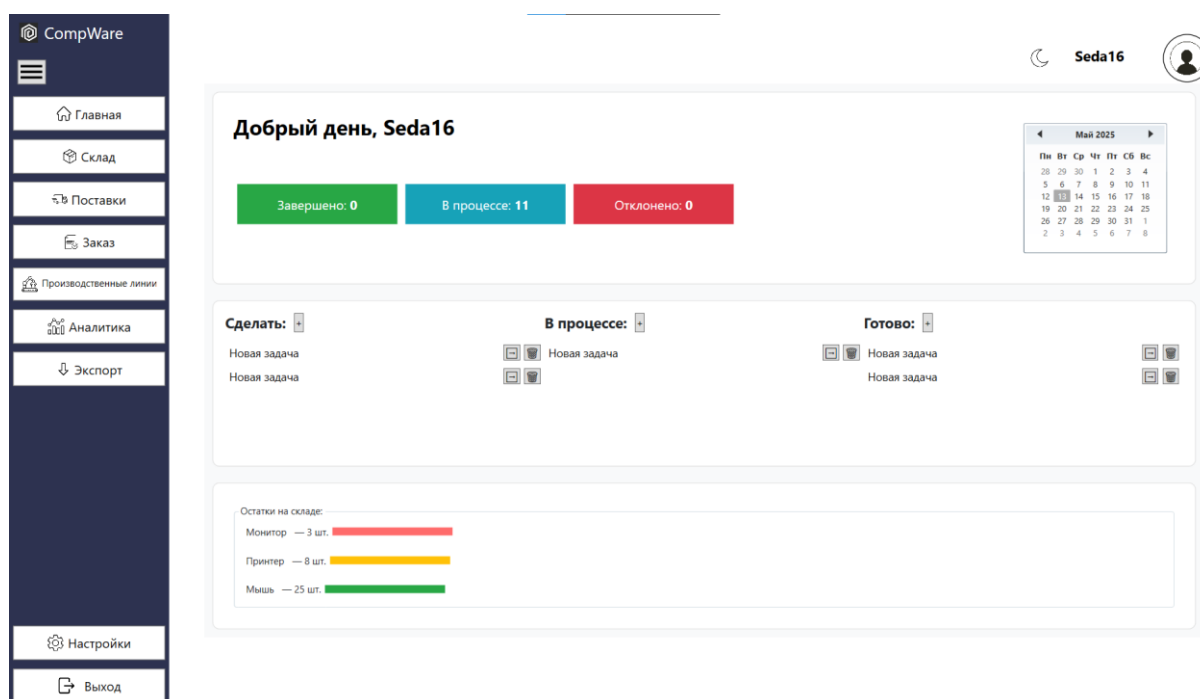 CompWare
Seda16
Главная
Склад
Поставки
Заказ
Производственные линии
Аналитика
Экспорт
Настройки
Выход
Добрый день, Seda16
Завершено: 0
В процессе: 11
Отклонено: 0
Май 2025
Пн Вт Ср Чт Пт Сб Вс
28 29 30 1 2 3 4
5 6 7 8 9 10 11
12 13 14 15 16 17 18
19 20 21 22 23 24 25
26 27 28 29 30 31 1
2 3 4 5 6 7 8
Сделать: +
Новая задача
Новая задача
В процессе: +
Новая задача
Готово: +
Новая задача
Новая задача
Остатки на складе:
Монитор — 3 шт.
Принтер — 8 шт.
Мышь — 25 шт.